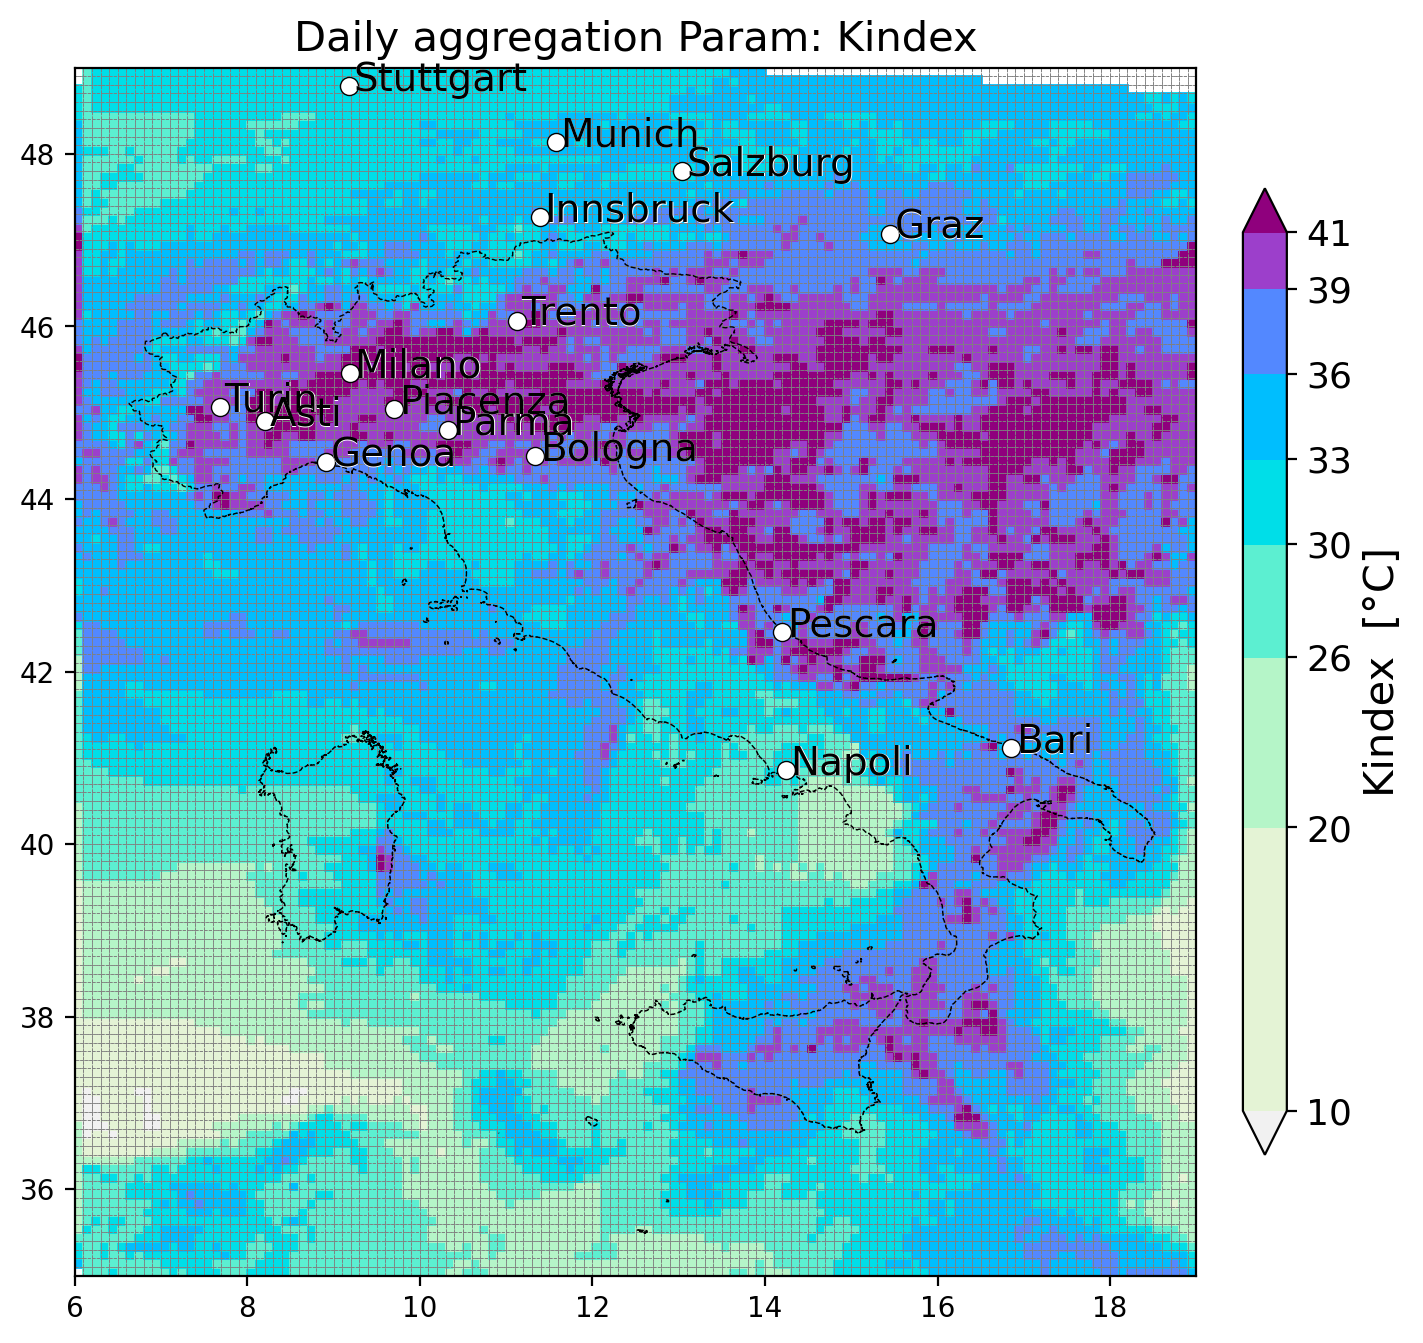 Daily aggregation Param: Kindex
Stuttgart
Munich
Salzburg
Innsbruck
Graz
Trento
Milano
Turin
Asti
Piacenza
Parma
Genoa
Bologna
Pescara
Bari
Napoli
48
46
44
42
40
38
36
6
8
10
12
14
16
18
41
39
36
33
30
26
20
10
Kindex [°C]